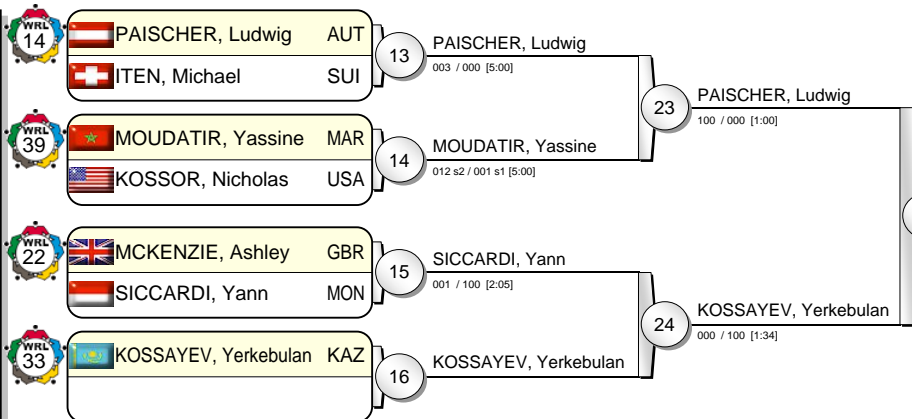 WRL
14
PAISCHER, Ludwig AUT
ITEN, Michael SUI
13
PAISCHER, Ludwig
003 / 000 [5:00]
WRL
39
MOUDATIR, Yassine MAR
KOSSOR, Nicholas USA
14
MOUDATIR, Yassine
012 s2 / 001 s1 [5:00]
23
PAISCHER, Ludwig
100 / 000 [1:00]
WRL
22
MCKENZIE, Ashley GBR
SICCARDI, Yann MON
15
SICCARDI, Yann
001 / 100 [2:05]
WRL
33
KOSSAYEV, Yerkebulan KAZ
16
KOSSAYEV, Yerkebulan
24
KOSSAYEV, Yerkebulan
000 / 100 [1:34]